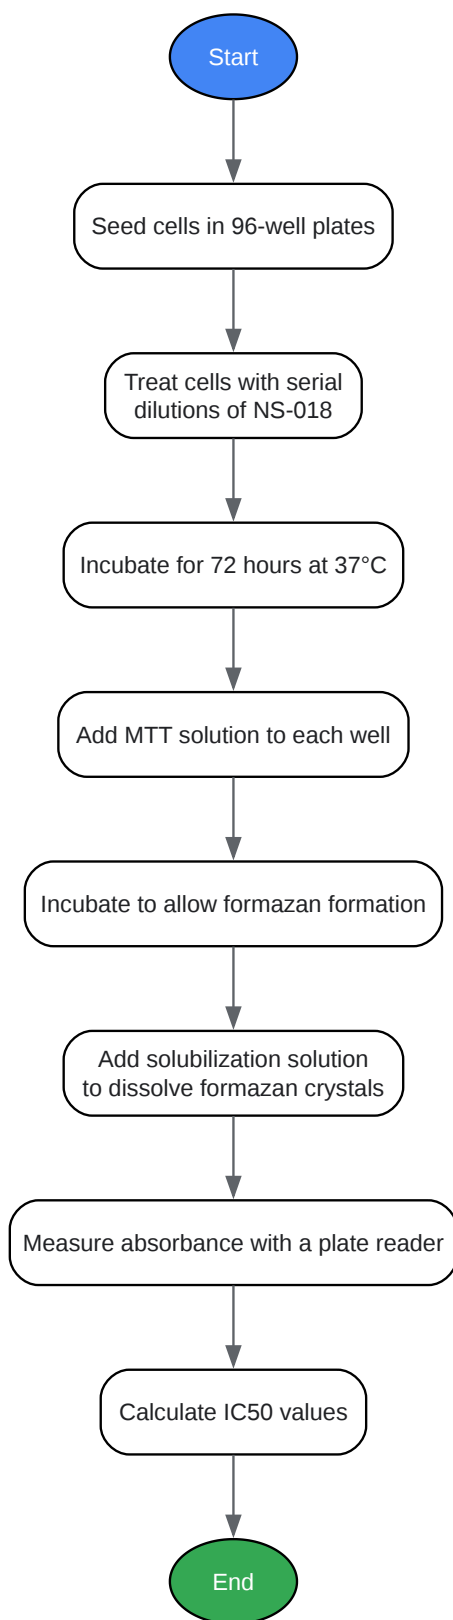 Start
Seed cells in 96-well plates
Treat cells with serial
dilutions of NS-018
Incubate for 72 hours at 37°C
Add MTT solution to each well
Incubate to allow formazan formation
Add solubilization solution
to dissolve formazan crystals
Measure absorbance with a plate reader
Calculate IC50 values
End